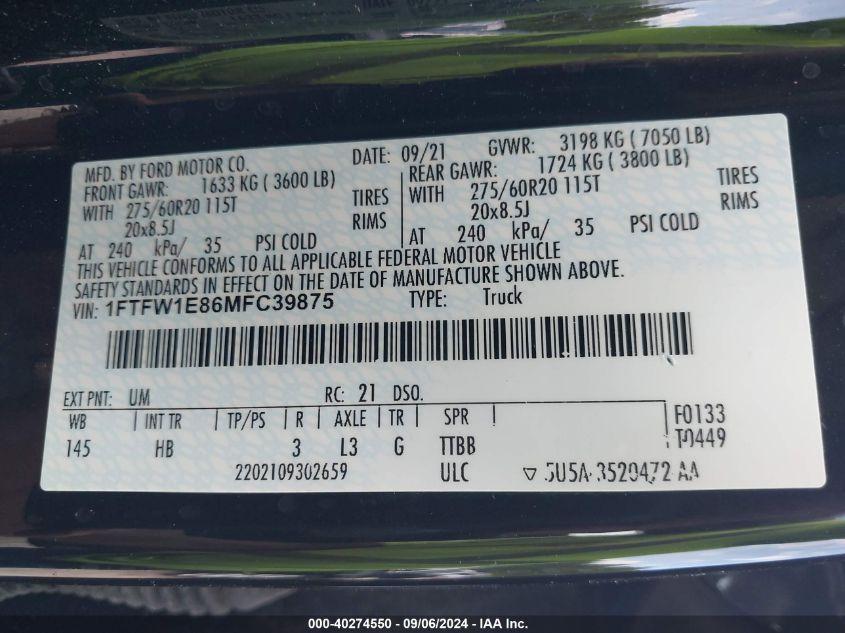 MFD. BY FORD MOTOR CO. DATE: 09/21 GVWR: 3198 KG ( 7050 LB)
FRONT GAWR: 1633 KG ( 3600 LB) REAR GAWR: 1724 KG ( 3800 LB)
WITH 275/60R20 115T TIRES WITH 275/60R20 115T TIRES
20x8.5J RIMS 20x8.5J RIMS
AT 240 kPa/ 35 PSI COLD AT 240 kPa/ 35 PSI COLD
THIS VEHICLE CONFORMS TO ALL APPLICABLE FEDERAL MOTOR VEHICLE
SAFETY STANDARDS IN EFFECT ON THE DATE OF MANUFACTURE SHOWN ABOVE.
VIN: 1FTFW1E86MFC39875 TYPE: Truck
EXT PNT: UM RC: 21 DSO:
WB | INT TR | TP/PS | R | AXLE | TR | SPR | F0133
145 HB 3 L3 G TTBB T0449
2202109302659 ULC ▽ 5U5A-3520472 AA
000-40274550 - 09/06/2024 - IAA Inc.